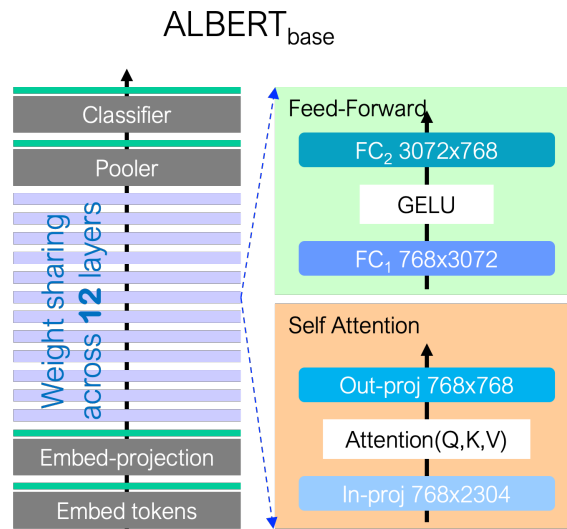 ALBERTbase
Classifier
Pooler
Weight sharing
across 12 layers
Embed-projection
Embed tokens
Feed-Forward
FC2 3072x768
GELU
FC1 768x3072
Self Attention
Out-proj 768x768
Attention(Q,K,V)
In-proj 768x2304